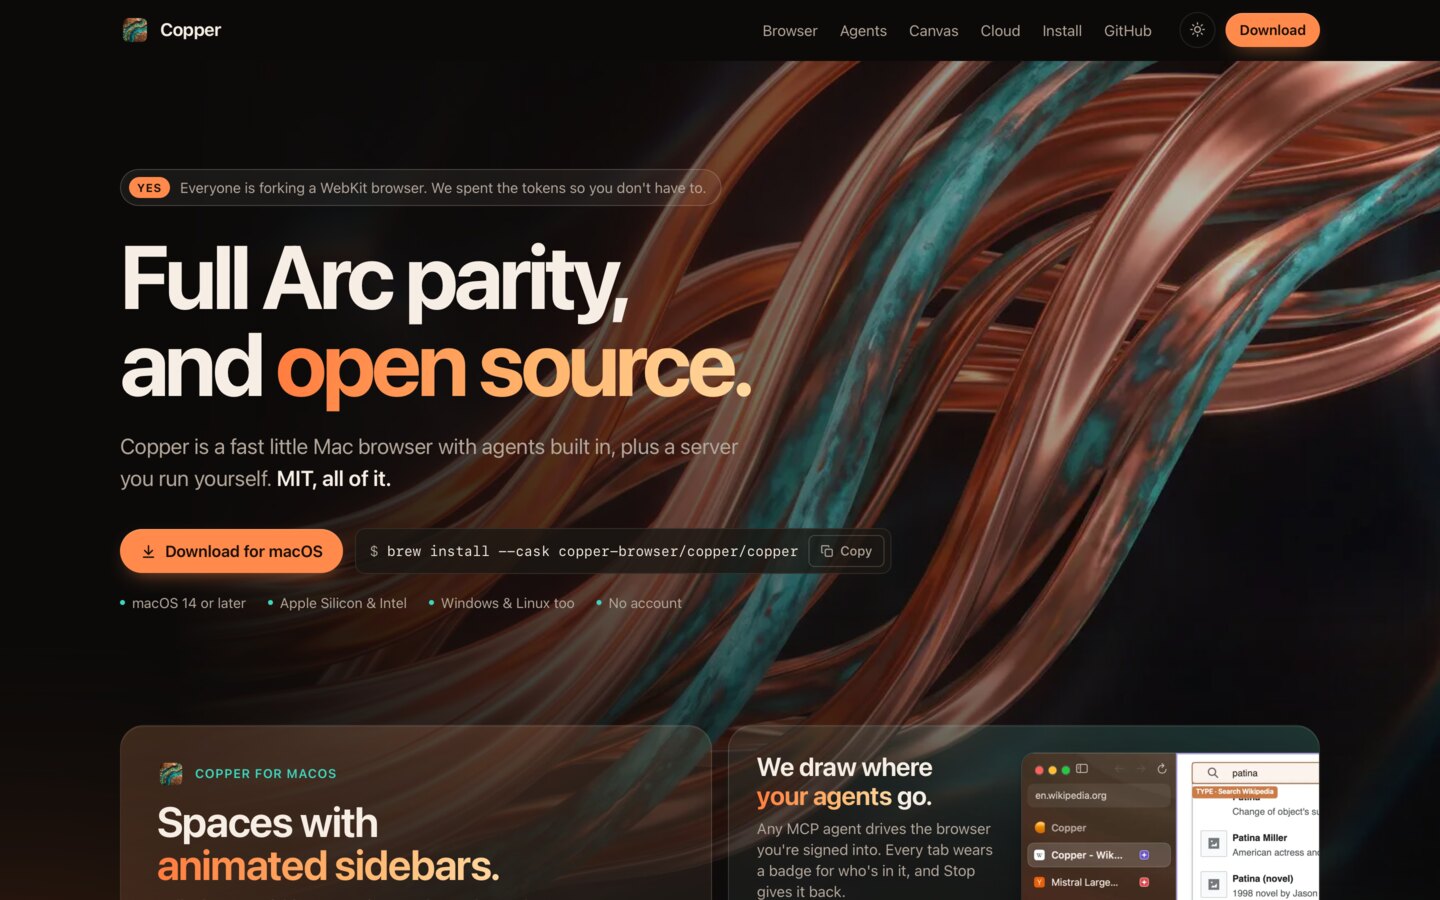 Copper
Browser
Agents
Canvas
Cloud
Install
GitHub
Download
YES Everyone is forking a WebKit browser. We spent the tokens so you don't have to.
Full Arc parity,
and open source.
Copper is a fast little Mac browser with agents built in, plus a server
you run yourself. MIT, all of it.
Download for macOS
$ brew install --cask copper-browser/copper/copper
Copy
macOS 14 or later
Apple Silicon & Intel
Windows & Linux too
No account
COPPER FOR MACOS
Spaces with
animated sidebars.
We draw where
your agents go.
Any MCP agent drives the browser
you're signed into. Every tab wears
a badge for who's in it, and Stop
gives it back.
en.wikipedia.org
Copper
Copper - Wik...
Mistral Large...
patina
TYPE · Search Wikipedia
Patina
Change of object's su
Patina Miller
American actress an
Patina (novel)
1998 novel by Jason